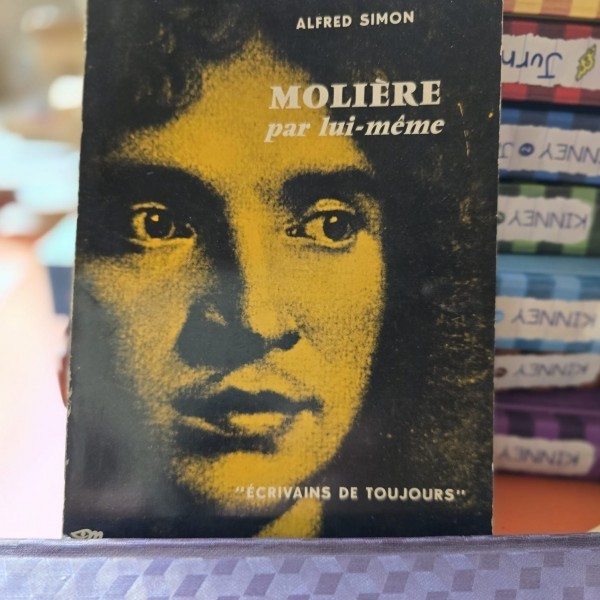 ALFRED SIMON
MOLIÈRE
par lui-même
"ÉCRIVAINS DE TOUJOURS"
KINNEY
KINNEY
KINNEY
KINNEY
KINNEY